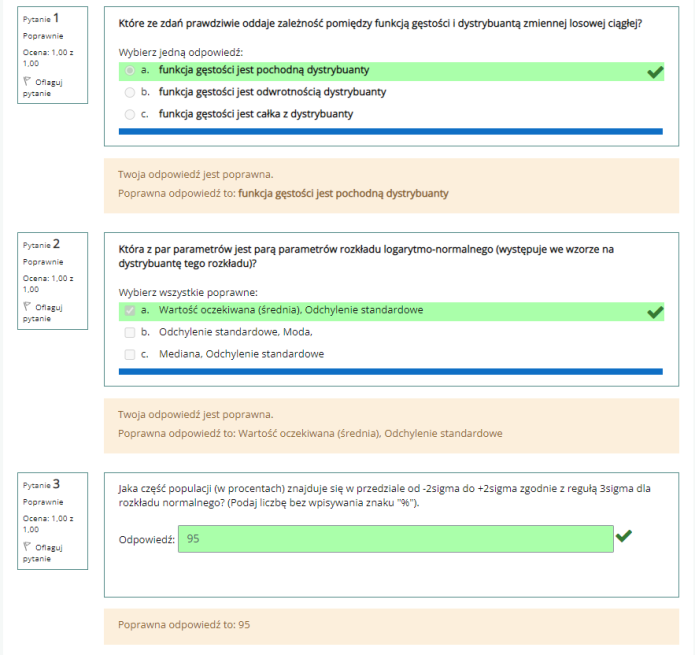 Pytanie 1
Poprawnie
Ocena: 1,00 z
1,00
Oflaguj
pytanie
Które ze zdań prawdziwie oddaje zależność pomiędzy funkcją gęstości i dystrybuantą zmiennej losowej ciągłej?
Wybierz jedną odpowiedź:
a. funkcja gęstości jest pochodną dystrybuanty
b. funkcja gęstości jest odwrotnością dystrybuanty
c. funkcja gęstości jest całka z dystrybuanty
Twoja odpowiedź jest poprawna.
Poprawna odpowiedź to: funkcja gęstości jest pochodną dystrybuanty
Pytanie 2
Poprawnie
Ocena: 1,00 z
1,00
Oflaguj
pytanie
Która z par parametrów jest parą parametrów rozkładu logarytmo-normalnego (występuje we wzorze na
dystrybuantę tego rozkładu)?
Wybierz wszystkie poprawne:
a. Wartość oczekiwana (średnia), Odchylenie standardowe
b. Odchylenie standardowe, Moda,
c. Mediana, Odchylenie standardowe
Twoja odpowiedź jest poprawna.
Poprawna odpowiedź to: Wartość oczekiwana (średnia), Odchylenie standardowe
Pytanie 3
Poprawnie
Ocena: 1,00 z
1,00
Oflaguj
pytanie
Jaka część populacji (w procentach) znajduje się w przedziale od -2sigma do +2sigma zgodnie z regułą 3sigma dla
rozkładu normalnego? (Podaj liczbę bez wpisywania znaku "%").
Odpowiedź: 95
Poprawna odpowiedź to: 95